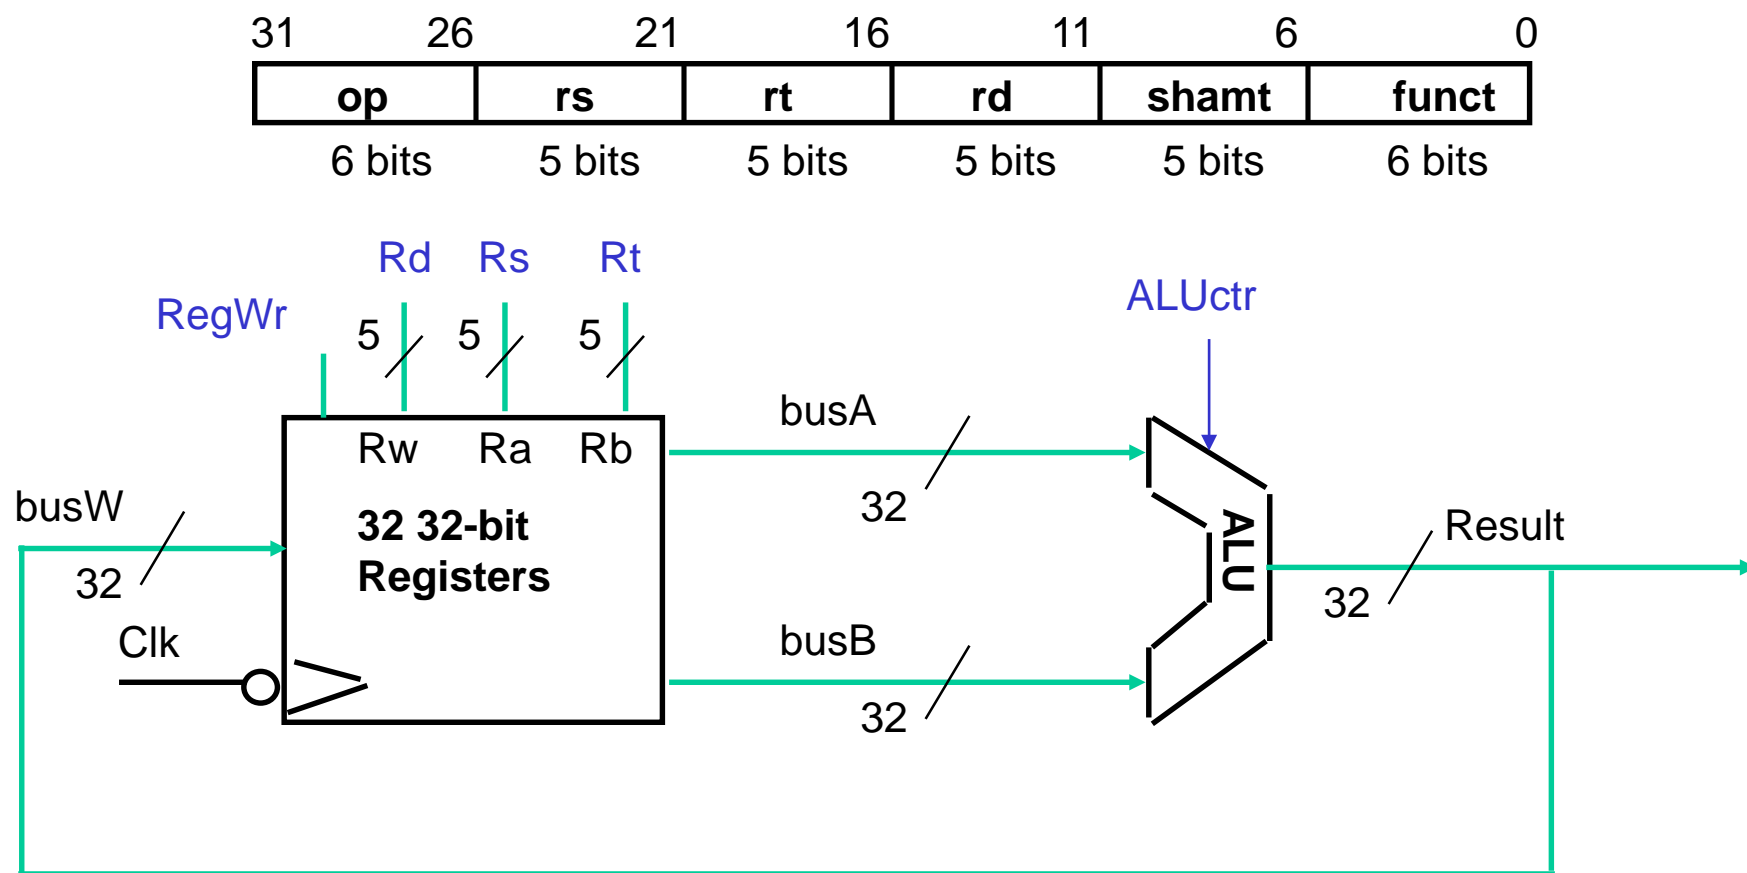 31 26 21 16 11 6 0
op rs rt rd shamt funct
6 bits 5 bits 5 bits 5 bits 5 bits 6 bits
Rd Rs Rt
RegWr
ALUctr
5 5 5
busA
Rw Ra Rb
busW
32
32 32-bit
Result
ALU
Registers
32
32
Clk
busB
32